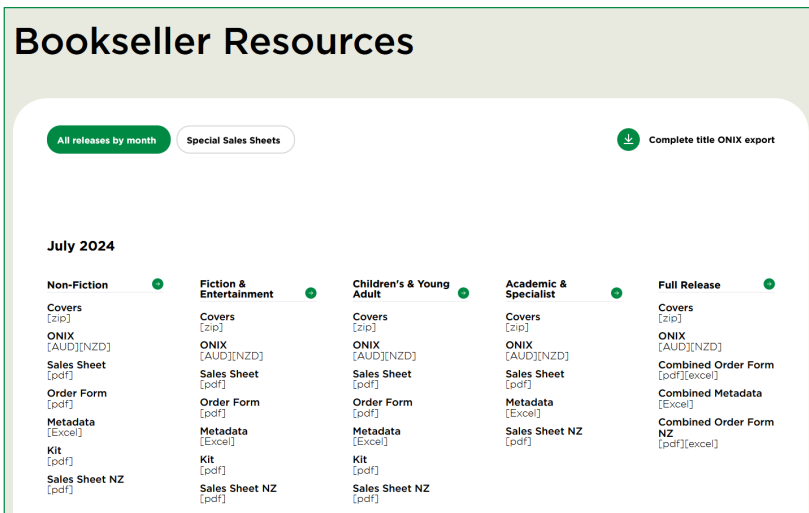 Bookseller Resources
All releases by month
Special Sales Sheets
Complete title ONIX export
July 2024
Non-Fiction
Covers
[zip]
ONIX
[AUD][NZD]
Sales Sheet
[pdf]
Order Form
[pdf]
Metadata
[Excel]
Kit
[pdf]
Sales Sheet NZ
[pdf]
Fiction &
Entertainment
Covers
[zip]
ONIX
[AUD][NZD]
Sales Sheet
[pdf]
Order Form
[pdf]
Metadata
[Excel]
Kit
[pdf]
Sales Sheet NZ
[pdf]
Children's & Young
Adult
Covers
[zip]
ONIX
[AUD][NZD]
Sales Sheet
[pdf]
Order Form
[pdf]
Metadata
[Excel]
Kit
[pdf]
Sales Sheet NZ
[pdf]
Academic &
Specialist
Covers
[zip]
ONIX
[AUD][NZD]
Sales Sheet
[pdf]
Metadata
[Excel]
Sales Sheet NZ
[pdf]
Full Release
Covers
[zip]
ONIX
[AUD][NZD]
Combined Order Form
[pdf][excel]
Combined Metadata
[Excel]
Combined Order Form
NZ
[pdf][excel]